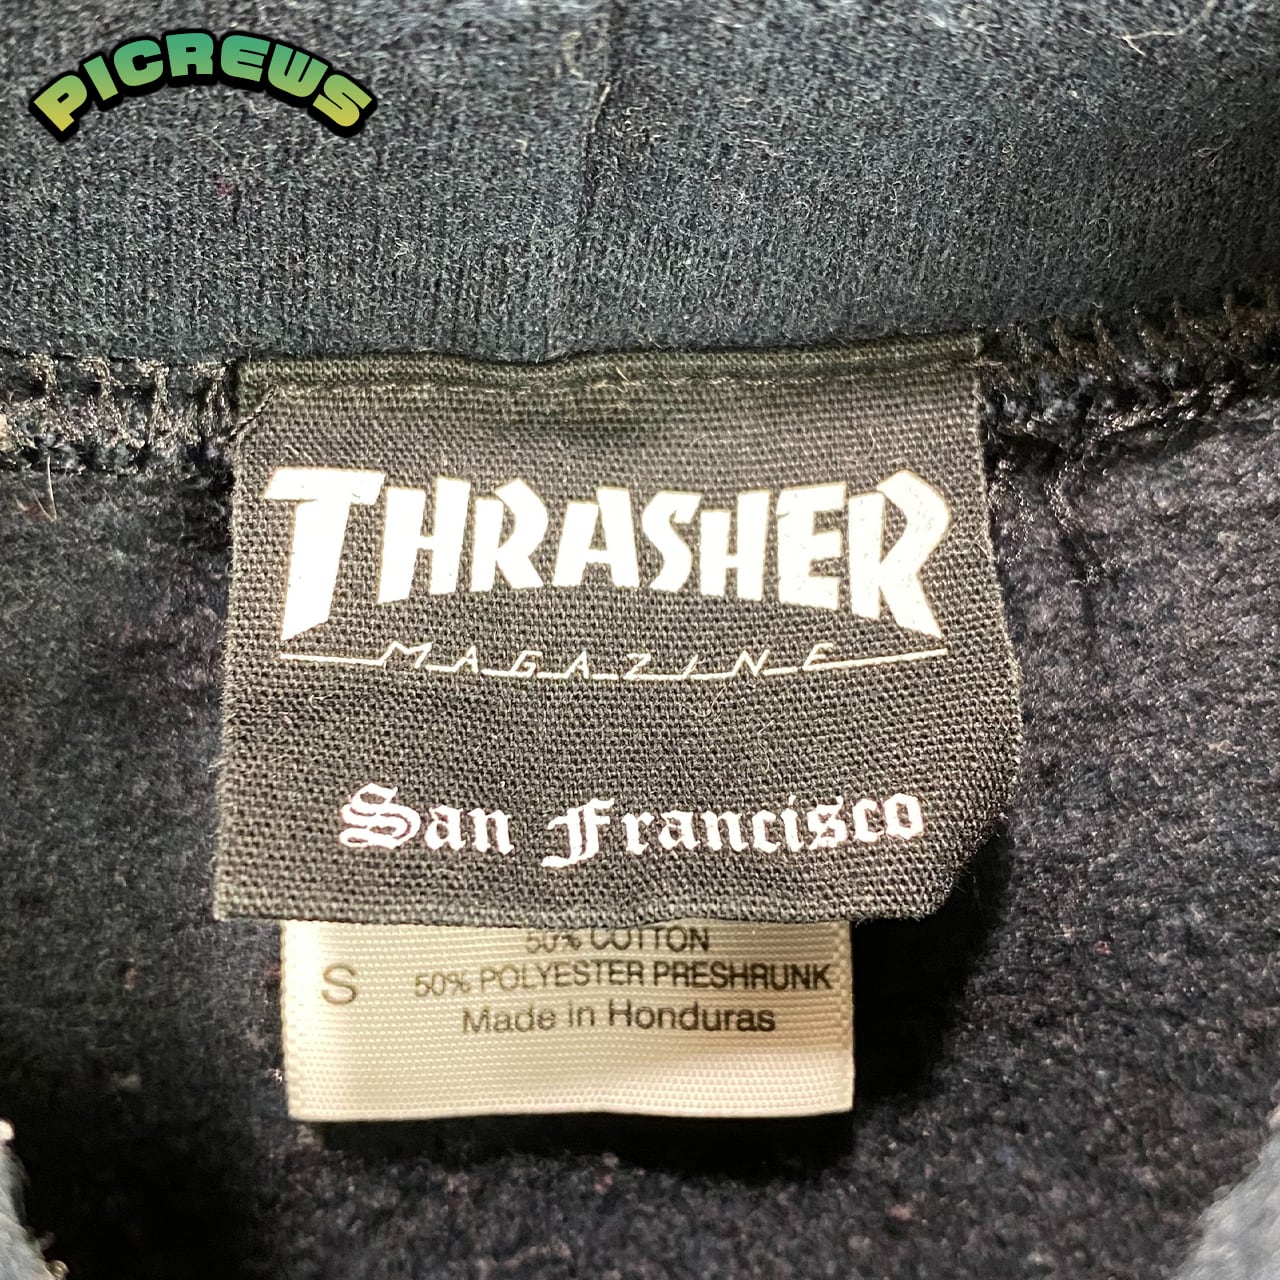 PICREWS
THRASHER
MAGAZINE
San Francisco
50% COTTON
S 50% POLYESTER PRESHRUNK
Made in Honduras